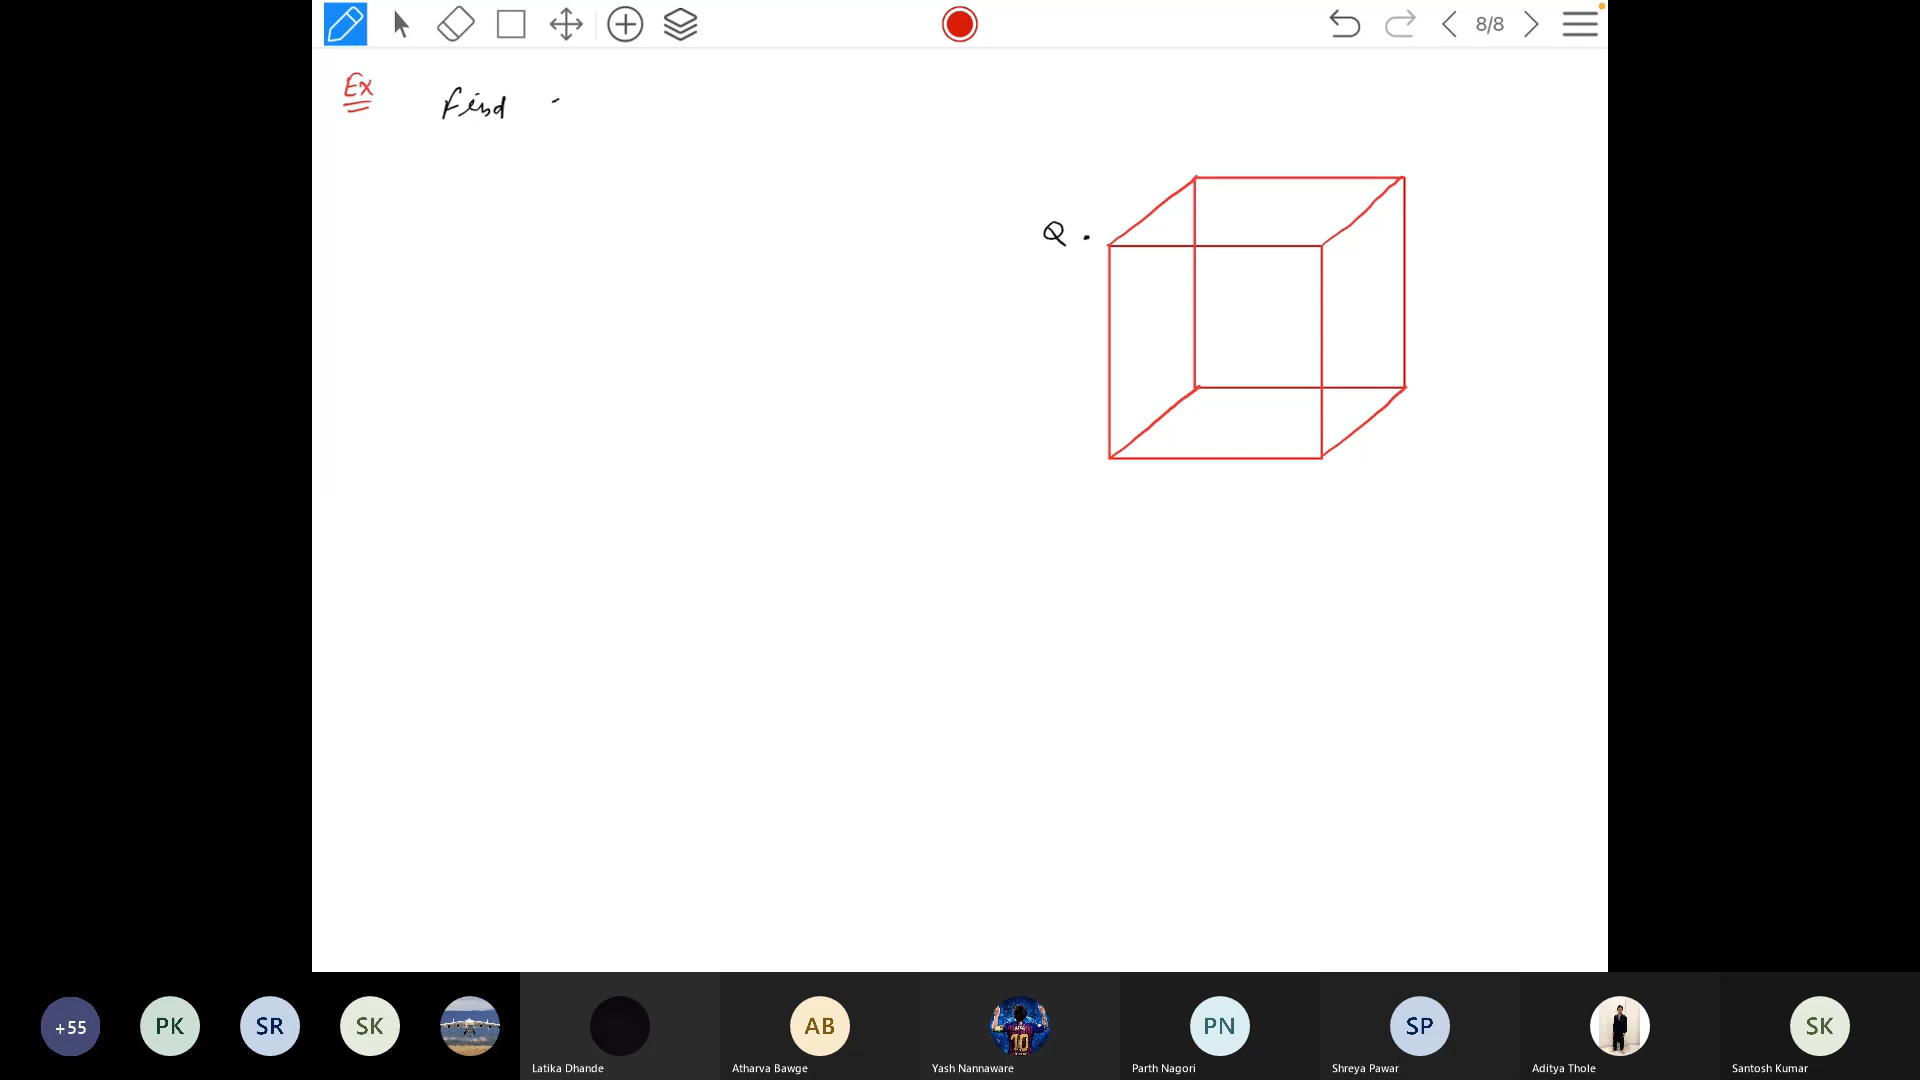 8/8
Ex Find
Q .
+55
PK
SR
SK
AB
10
PN
SP
SK
Latika Dhande
Atharva Bawge
Yash Nannaware
Parth Nagori
Shreya Pawar
Aditya Thole
Santosh Kumar